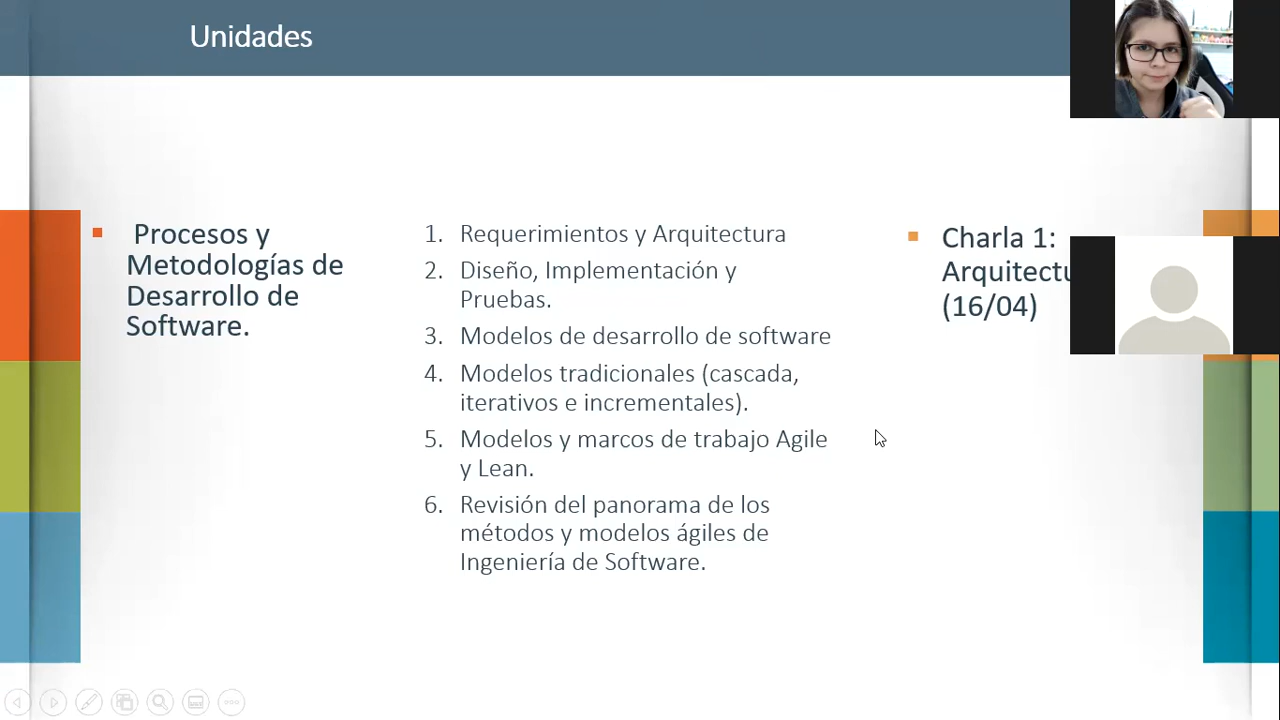 Unidades
Procesos y
Metodologías de
Desarrollo de
Software.
1. Requerimientos y Arquitectura
2. Diseño, Implementación y
Pruebas.
3. Modelos de desarrollo de software
4. Modelos tradicionales (cascada,
iterativos e incrementales).
5. Modelos y marcos de trabajo Agile
y Lean.
6. Revisión del panorama de los
métodos y modelos ágiles de
Ingeniería de Software.
Charla 1:
(16/04)